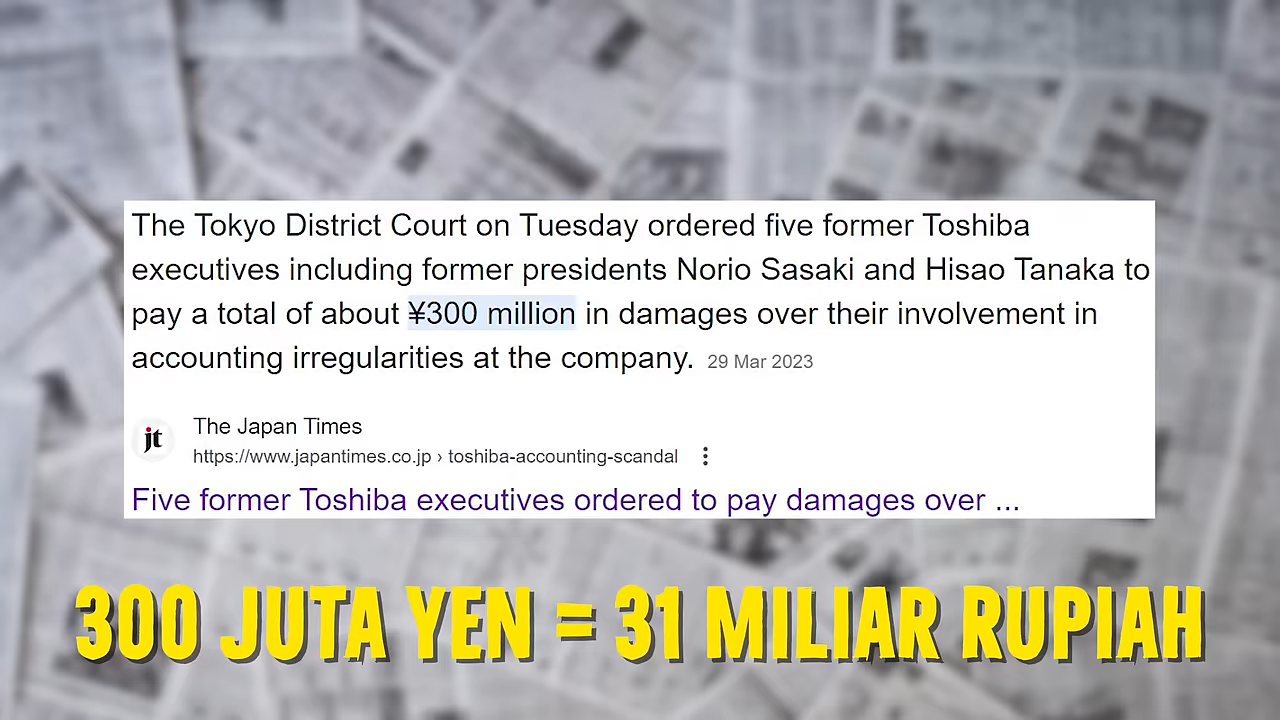 The Tokyo District Court on Tuesday ordered five former Toshiba
executives including former presidents Norio Sasaki and Hisao Tanaka to
pay a total of about ¥300 million in damages over their involvement in
accounting irregularities at the company. 29 Mar 2023
jt
The Japan Times
https://www.japantimes.co.jp › toshiba-accounting-scandal
Five former Toshiba executives ordered to pay damages over ...
300 JUTA YEN = 31 MILIAR RUPIAH